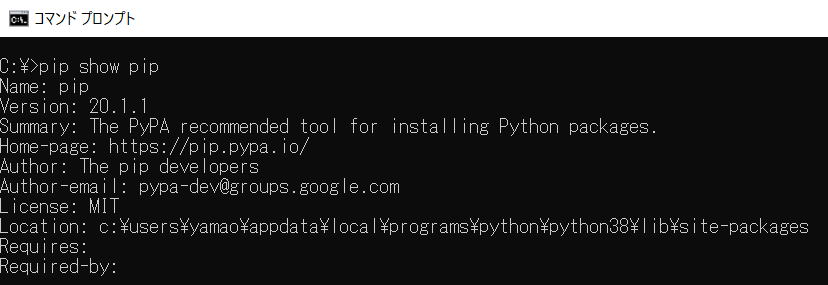 コマンド プロンプト
C:¥>pip show pip
Name: pip
Version: 20.1.1
Summary: The PyPA recommended tool for installing Python packages.
Home-page: https://pip.pypa.io/
Author: The pip developers
Author-email: pypa-dev@groups.google.com
License: MIT
Location: c:¥users¥yamao¥appdata¥local¥programs¥python¥python38¥lib¥site-packages
Requires:
Required-by: